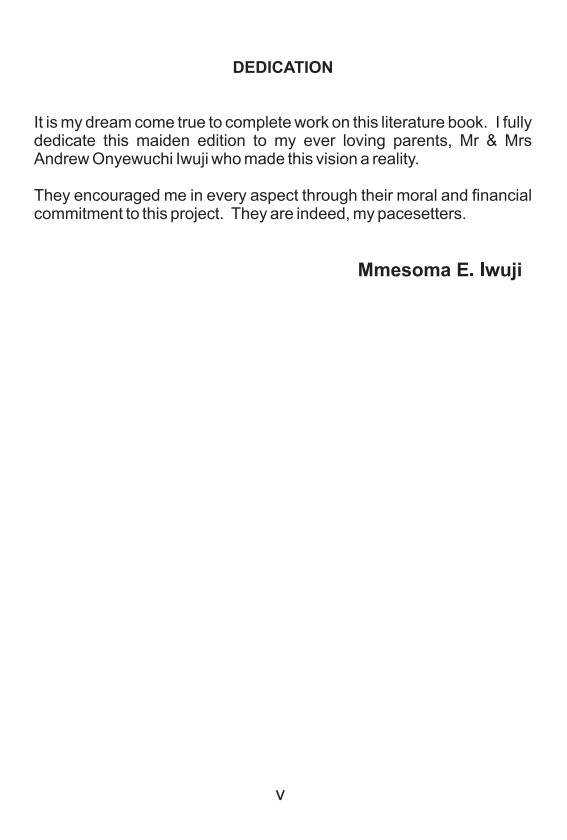 DEDICATION
It is my dream come true to complete work on this literature book.  I fully
dedicate this maiden edition to my ever loving parents, Mr & Mrs
Andrew Onyewuchi Iwuji who made this vision a reality.
They encouraged me in every aspect through their moral and financial
commitment to this project.  They are indeed, my pacesetters.
Mmesoma E. Iwuji
v